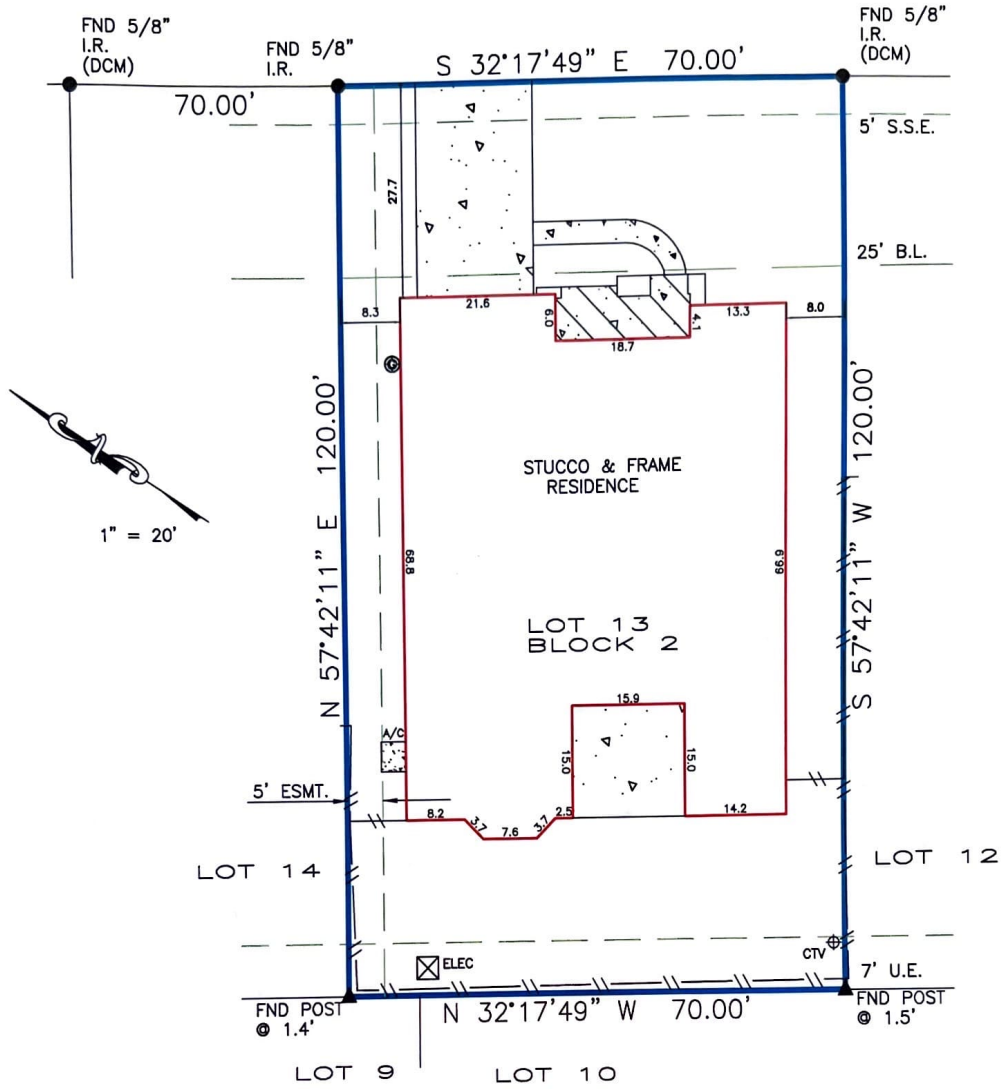 FND 5/8"
I.R.
(DCM)
FND 5/8"
I.R.
S 32°17'49" E 70.00'
FND 5/8"
I.R.
(DCM)
70.00'
5' S.S.E.
27.7
25' B.L.
21.6
8.3
6.0
18.7
4.1
13.3
8.0
N 57°42'11" E 120.00'
S 57°42'11" W 120.00'
1" = 20'
STUCCO & FRAME
RESIDENCE
68.8
66.9
LOT 13
BLOCK 2
15.9
15.0
15.0
A/C
5' ESMT.
8.2
3.7
7.6
3.7
2.5
14.2
LOT 14
LOT 12
CTV
ELEC
7' U.E.
FND POST
@ 1.4'
N 32°17'49" W 70.00'
FND POST
@ 1.5'
LOT 9
LOT 10